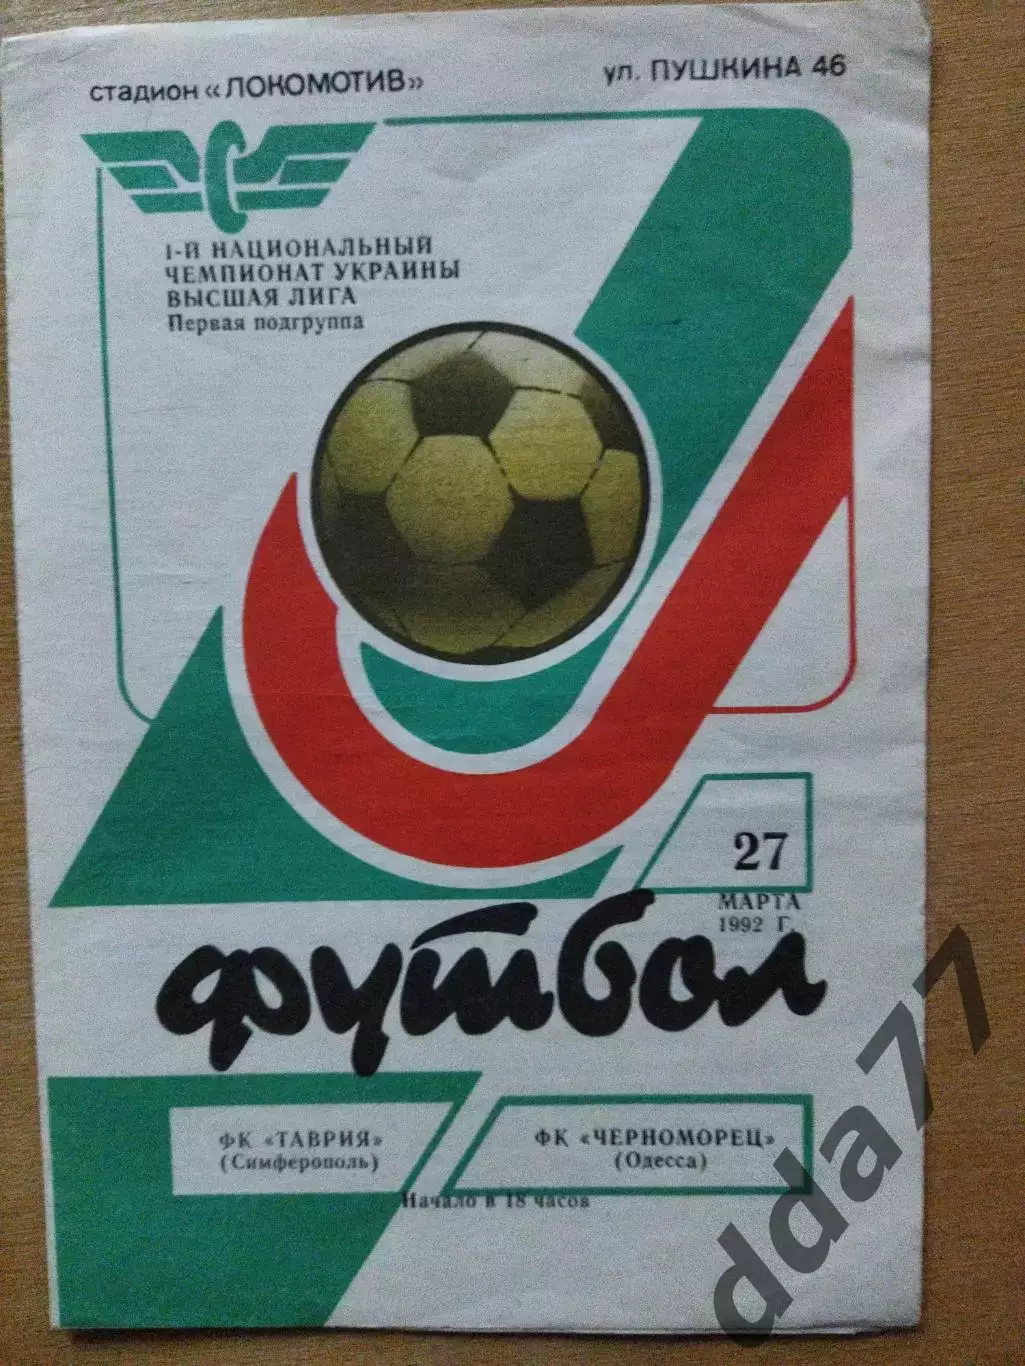 стадион «ЛОКОМОТИВ»
ул. ПУШКИНА 46
1-Й НАЦИОНАЛЬНЫЙ
ЧЕМПИОНАТ УКРАИНЫ
ВЫСШАЯ ЛИГА
Первая подгруппа
27
МАРТА
1992 Г.
футбол
ФК «ТАВРИЯ»
(Симферополь)
ФК «ЧЕРНОМОРЕЦ»
(Одесса)
Начало в 18 часов
dda77